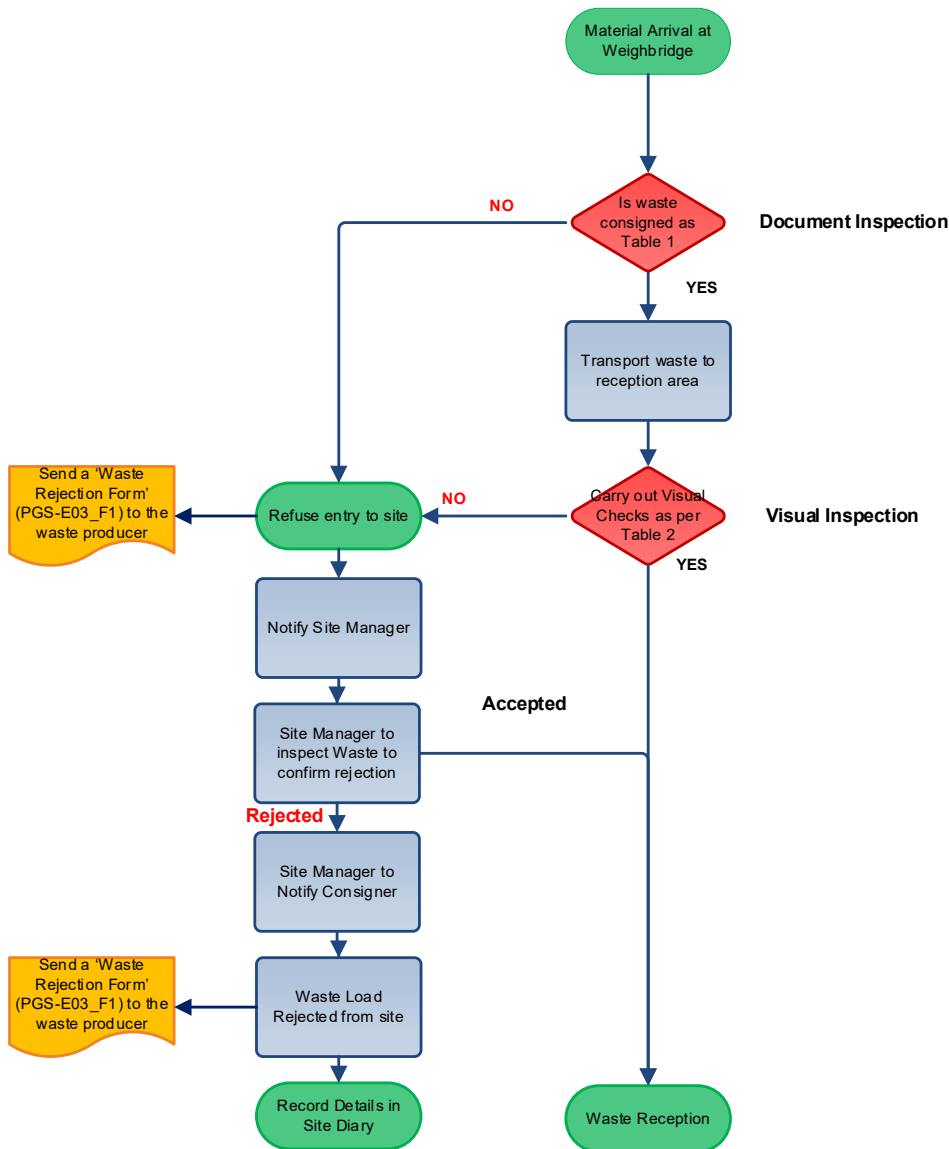 Material Arrival at
Weighbridge
NO
Is waste
consigned as
Table 1
Document Inspection
YES
Transport waste to
reception area
Send a ‘Waste
Rejection Form’
(PGS-E03_F1) to the
waste producer
Refuse entry to site
NO
Carry out Visual
Checks as per
Table 2
Visual Inspection
YES
Notify Site Manager
Accepted
Site Manager to
inspect Waste to
confirm rejection
Rejected
Site Manager to
Notify Consigner
Send a ‘Waste
Rejection Form’
(PGS-E03_F1) to the
waste producer
Waste Load
Rejected from site
Record Details in
Site Diary
Waste Reception